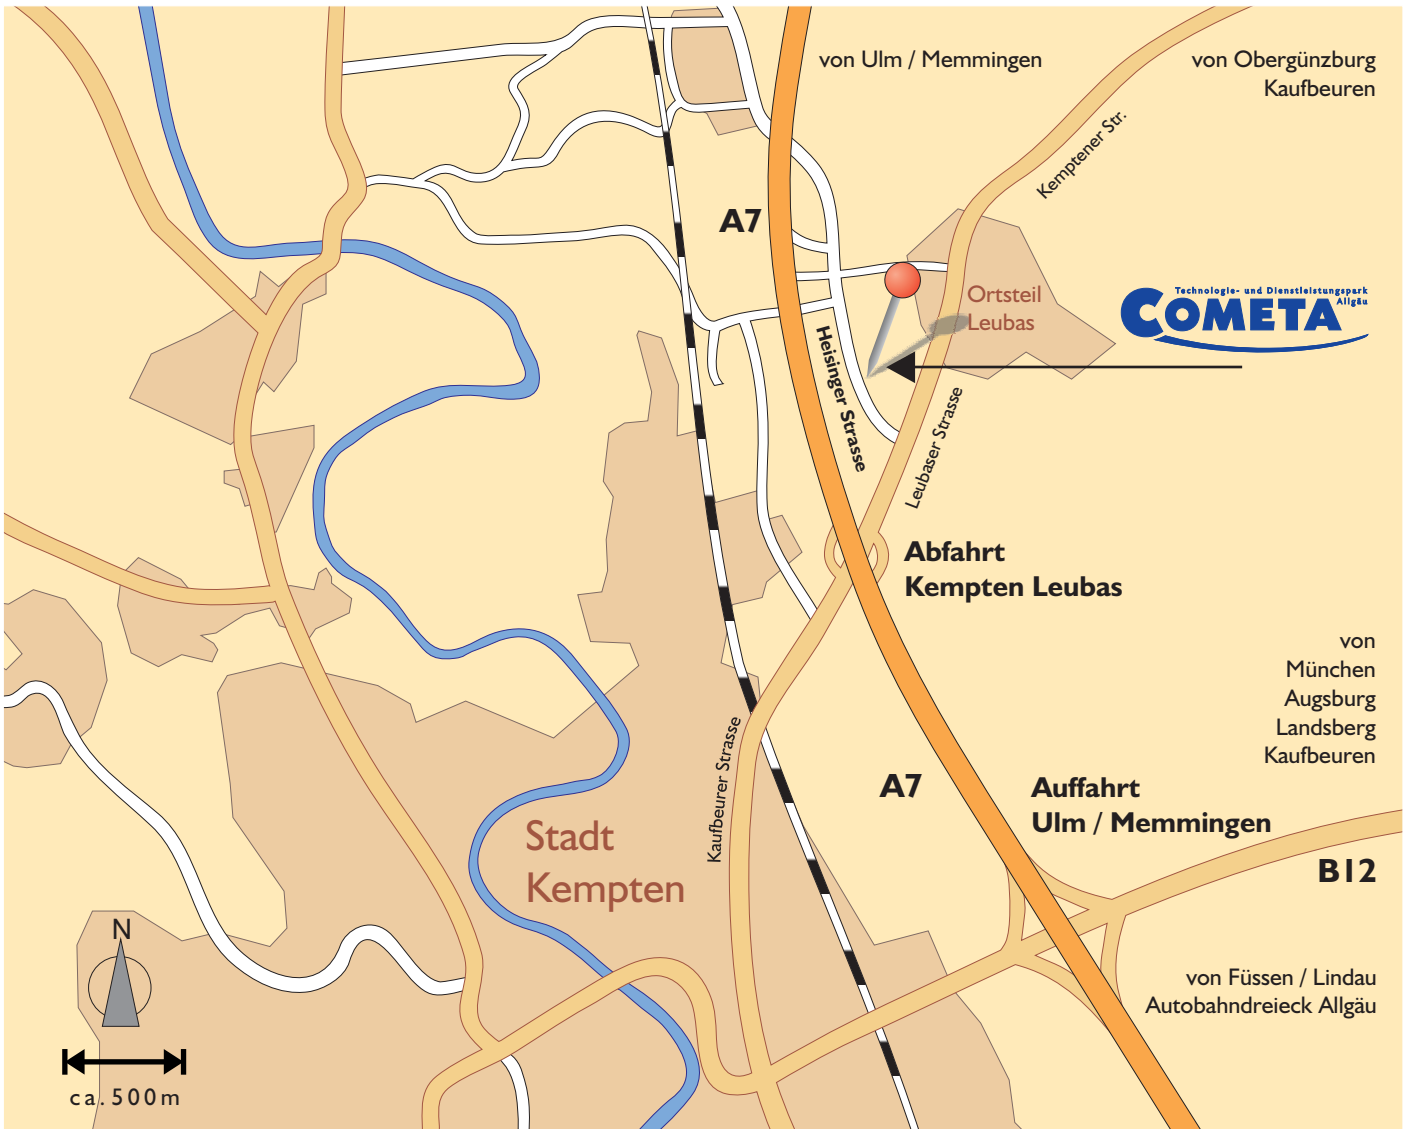 von Ulm / Memmingen
von Obergünzburg
Kaufbeuren
Kemptener Str.
A7
Technologie- und Dienstleistungspark
Allgäu
COMETA
Ortsteil
Leubas
Heisinger Strasse
Leubaser Strasse
Abfahrt
Kempten Leubas
von
München
Augsburg
Landsberg
Kaufbeuren
Kaufbeurer Strasse
A7
Auffahrt
Ulm / Memmingen
Stadt
Kempten
B12
N
von Füssen / Lindau
Autobahndreieck Allgäu
ca. 500m